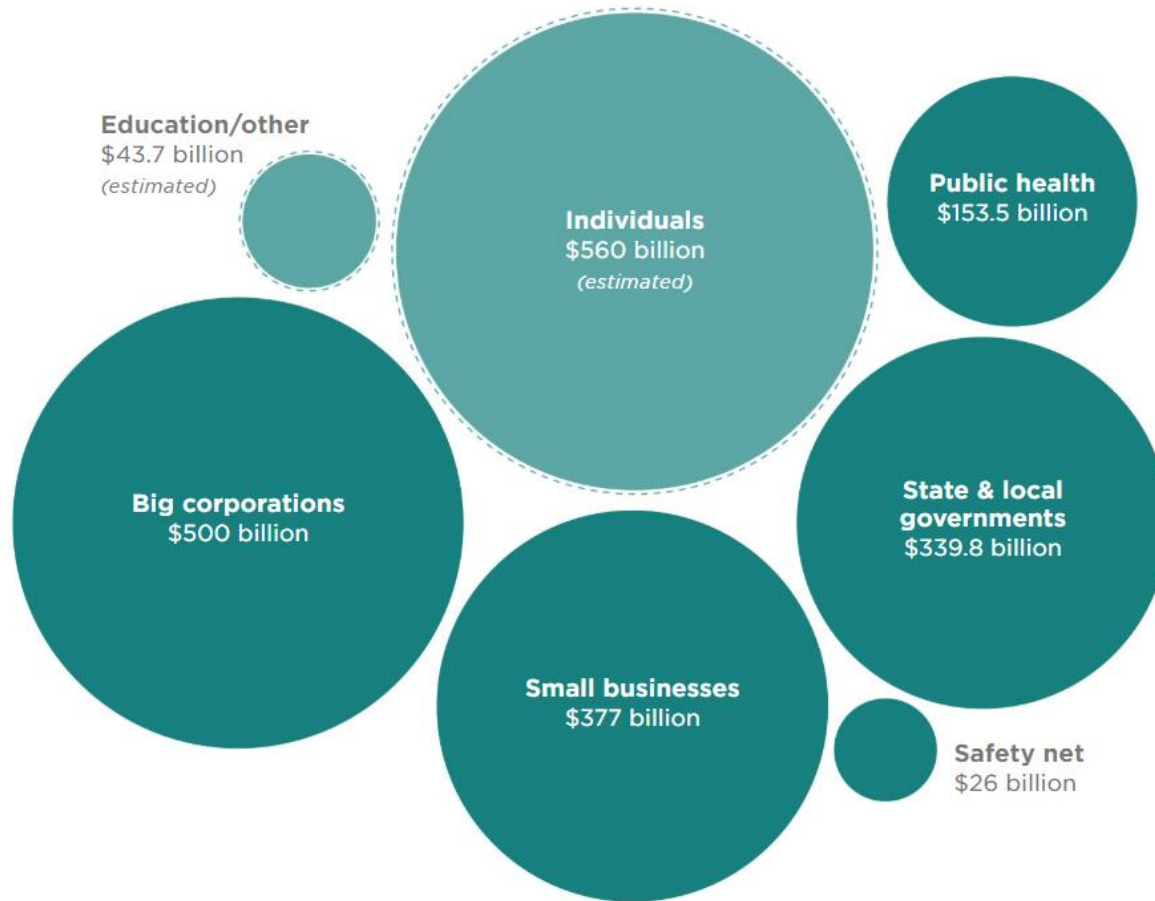 Education/other
$43.7 billion
(estimated)
Individuals
$560 billion
(estimated)
Public health
$153.5 billion
Big corporations
$500 billion
State & local
governments
$339.8 billion
Small businesses
$377 billion
Safety net
$26 billion